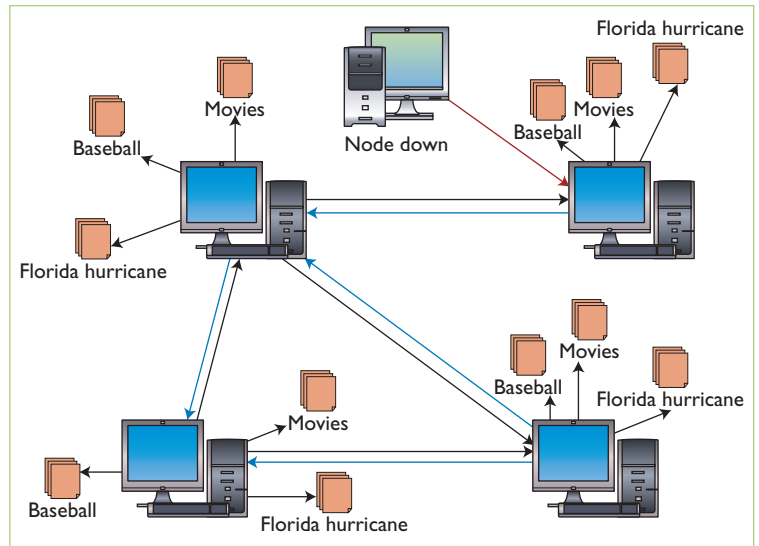 Florida hurricane
Movies
Movies
Baseball
Baseball
Node down
Florida hurricane
Movies
Baseball
Florida hurricane
Movies
Baseball
Florida hurricane